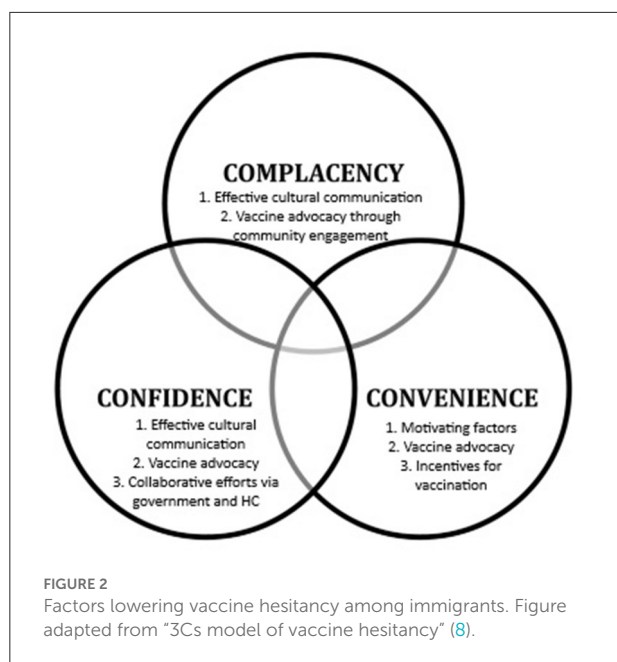 COMPLACENCY
1. Effective cultural communication
2. Vaccine advocacy through
community engagement
CONFIDENCE
1. Effective cultural
communication
2. Vaccine advocacy
3. Collaborative efforts via
government and HC
CONVENIENCE
1. Motivating factors
2. Vaccine advocacy
3. Incentives for
vaccination
FIGURE 2
Factors lowering vaccine hesitancy among immigrants. Figure
adapted from “3Cs model of vaccine hesitancy” (8).